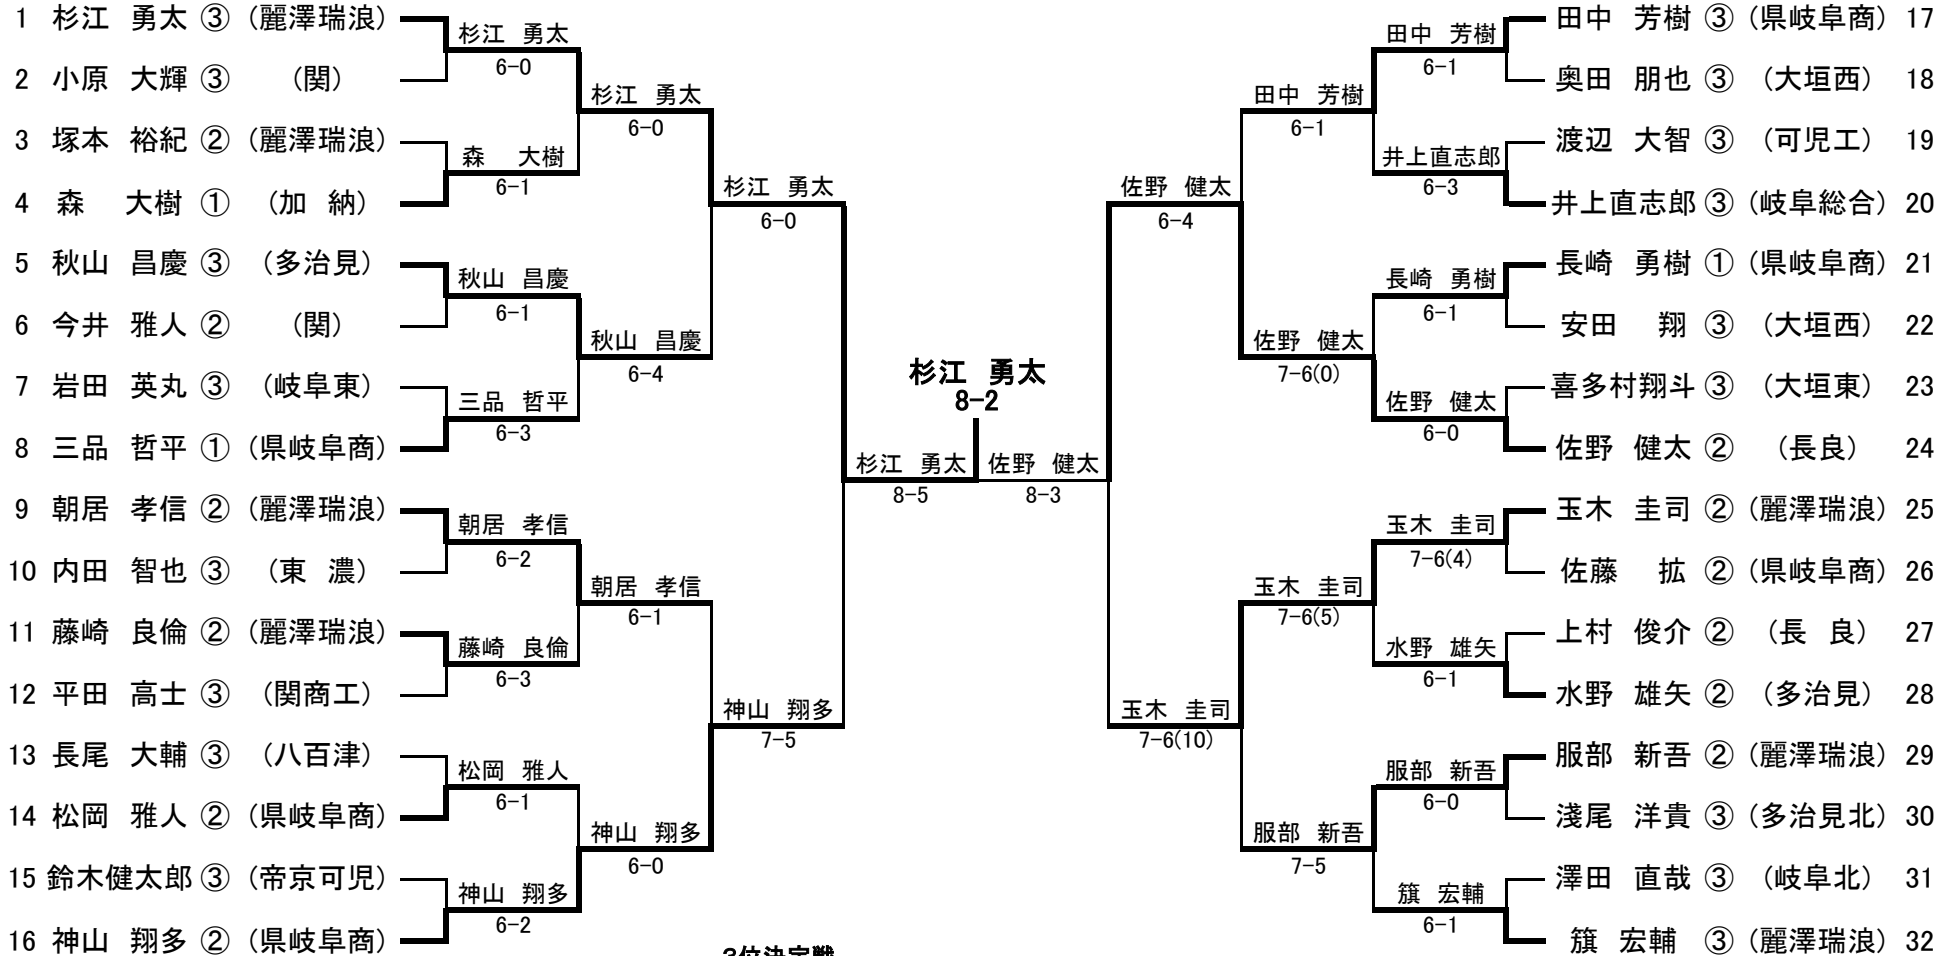 1 杉江 勇太 ③ (麗澤瑞浪)
2 小原 大輝 ③ (関)
3 塚本 裕紀 ② (麗澤瑞浪)
4 森 大樹 ① (加 納)
5 秋山 昌慶 ③ (多治見)
6 今井 雅人 ② (関)
7 岩田 英丸 ③ (岐阜東)
8 三品 哲平 ① (県岐阜商)
9 朝居 孝信 ② (麗澤瑞浪)
10 内田 智也 ③ (東 濃)
11 藤崎 良倫 ② (麗澤瑞浪)
12 平田 高士 ③ (関商工)
13 長尾 大輔 ③ (八百津)
14 松岡 雅人 ② (県岐阜商)
15 鈴木健太郎 ③ (帝京可児)
16 神山 翔多 ② (県岐阜商)
杉江 勇太
6-0
森 大樹
6-1
秋山 昌慶
6-1
三品 哲平
6-3
朝居 孝信
6-2
藤崎 良倫
6-3
松岡 雅人
6-1
神山 翔多
6-2
杉江 勇太
6-0
秋山 昌慶
6-4
朝居 孝信
6-1
神山 翔多
6-0
杉江 勇太
6-0
神山 翔多
7-5
杉江 勇太
8-5
杉江 勇太
8-2
佐野 健太
8-3
佐野 健太
6-4
玉木 圭司
7-6(10)
田中 芳樹
6-1
佐野 健太
7-6(0)
玉木 圭司
7-6(5)
服部 新吾
7-5
田中 芳樹
6-1
井上直志郎
6-3
長崎 勇樹
6-1
佐野 健太
6-0
玉木 圭司
7-6(4)
水野 雄矢
6-1
服部 新吾
6-0
籏 宏輔
6-1
田中 芳樹 ③ (県岐阜商) 17
奥田 朋也 ③ (大垣西) 18
渡辺 大智 ③ (可児工) 19
井上直志郎 ③ (岐阜総合) 20
長崎 勇樹 ① (県岐阜商) 21
安田 翔 ③ (大垣西) 22
喜多村翔斗 ③ (大垣東) 23
佐野 健太 ② (長良) 24
玉木 圭司 ② (麗澤瑞浪) 25
佐藤 拡 ② (県岐阜商) 26
上村 俊介 ② (長 良) 27
水野 雄矢 ② (多治見) 28
服部 新吾 ② (麗澤瑞浪) 29
淺尾 洋貴 ③ (多治見北) 30
澤田 直哉 ③ (岐阜北) 31
籏 宏輔 ③ (麗澤瑞浪) 32
3位決定戦